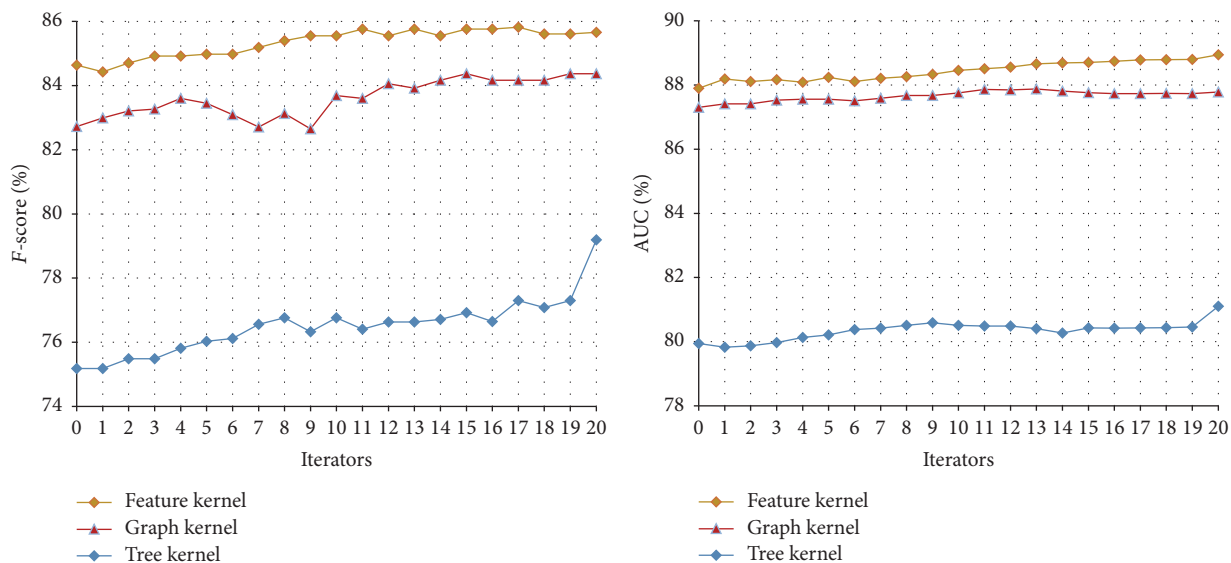 86
84
82
80
78
76
74
F-score (%)
0 1 2 3 4 5 6 7 8 9 10 11 12 13 14 15 16 17 18 19 20
Iterators
Feature kernel
Graph kernel
Tree kernel
90
88
86
84
82
80
78
AUC (%)
0 1 2 3 4 5 6 7 8 9 10 11 12 13 14 15 16 17 18 19 20
Iterators
Feature kernel
Graph kernel
Tree kernel